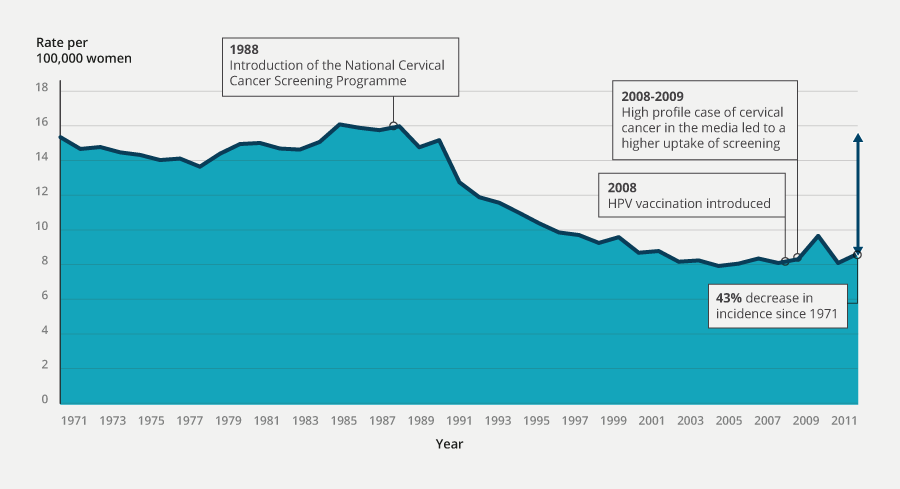 Rate per
100,000 women
1988
Introduction of the National Cervical
Cancer Screening Programme
2008-2009
High profile case of cervical
cancer in the media led to a
higher uptake of screening
2008
HPV vaccination introduced
43% decrease in
incidence since 1971
18
16
14
12
10
8
6
4
2
0
1971 1973 1975 1977 1979 1981 1983 1985 1987 1989 1991 1993 1995 1997 1999 2001 2003 2005 2007 2009 2011
Year